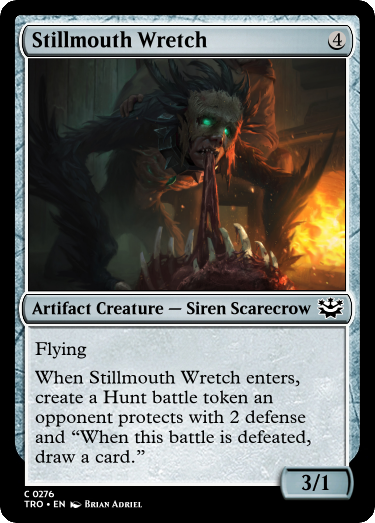 Stillmouth Wretch 4
Artifact Creature — Siren Scarecrow
Flying
When Stillmouth Wretch enters,
create a Hunt battle token an
opponent protects with 2 defense
and “When this battle is defeated,
draw a card.”
3/1
C 0276
TRO • EN Brian Adriel